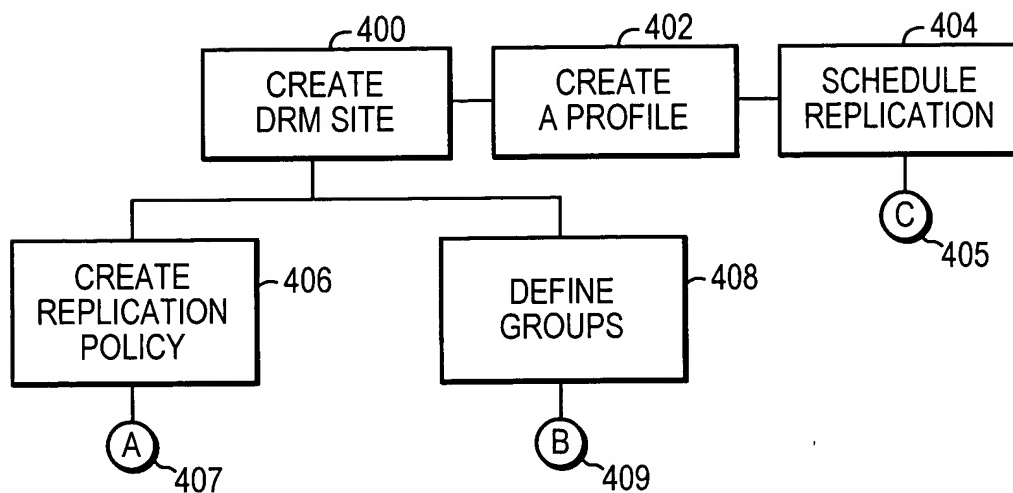 400
CREATE
DRM SITE
402
CREATE
A PROFILE
404
SCHEDULE
REPLICATION
C
405
CREATE
REPLICATION
POLICY
406
DEFINE
GROUPS
408
A
407
B
409